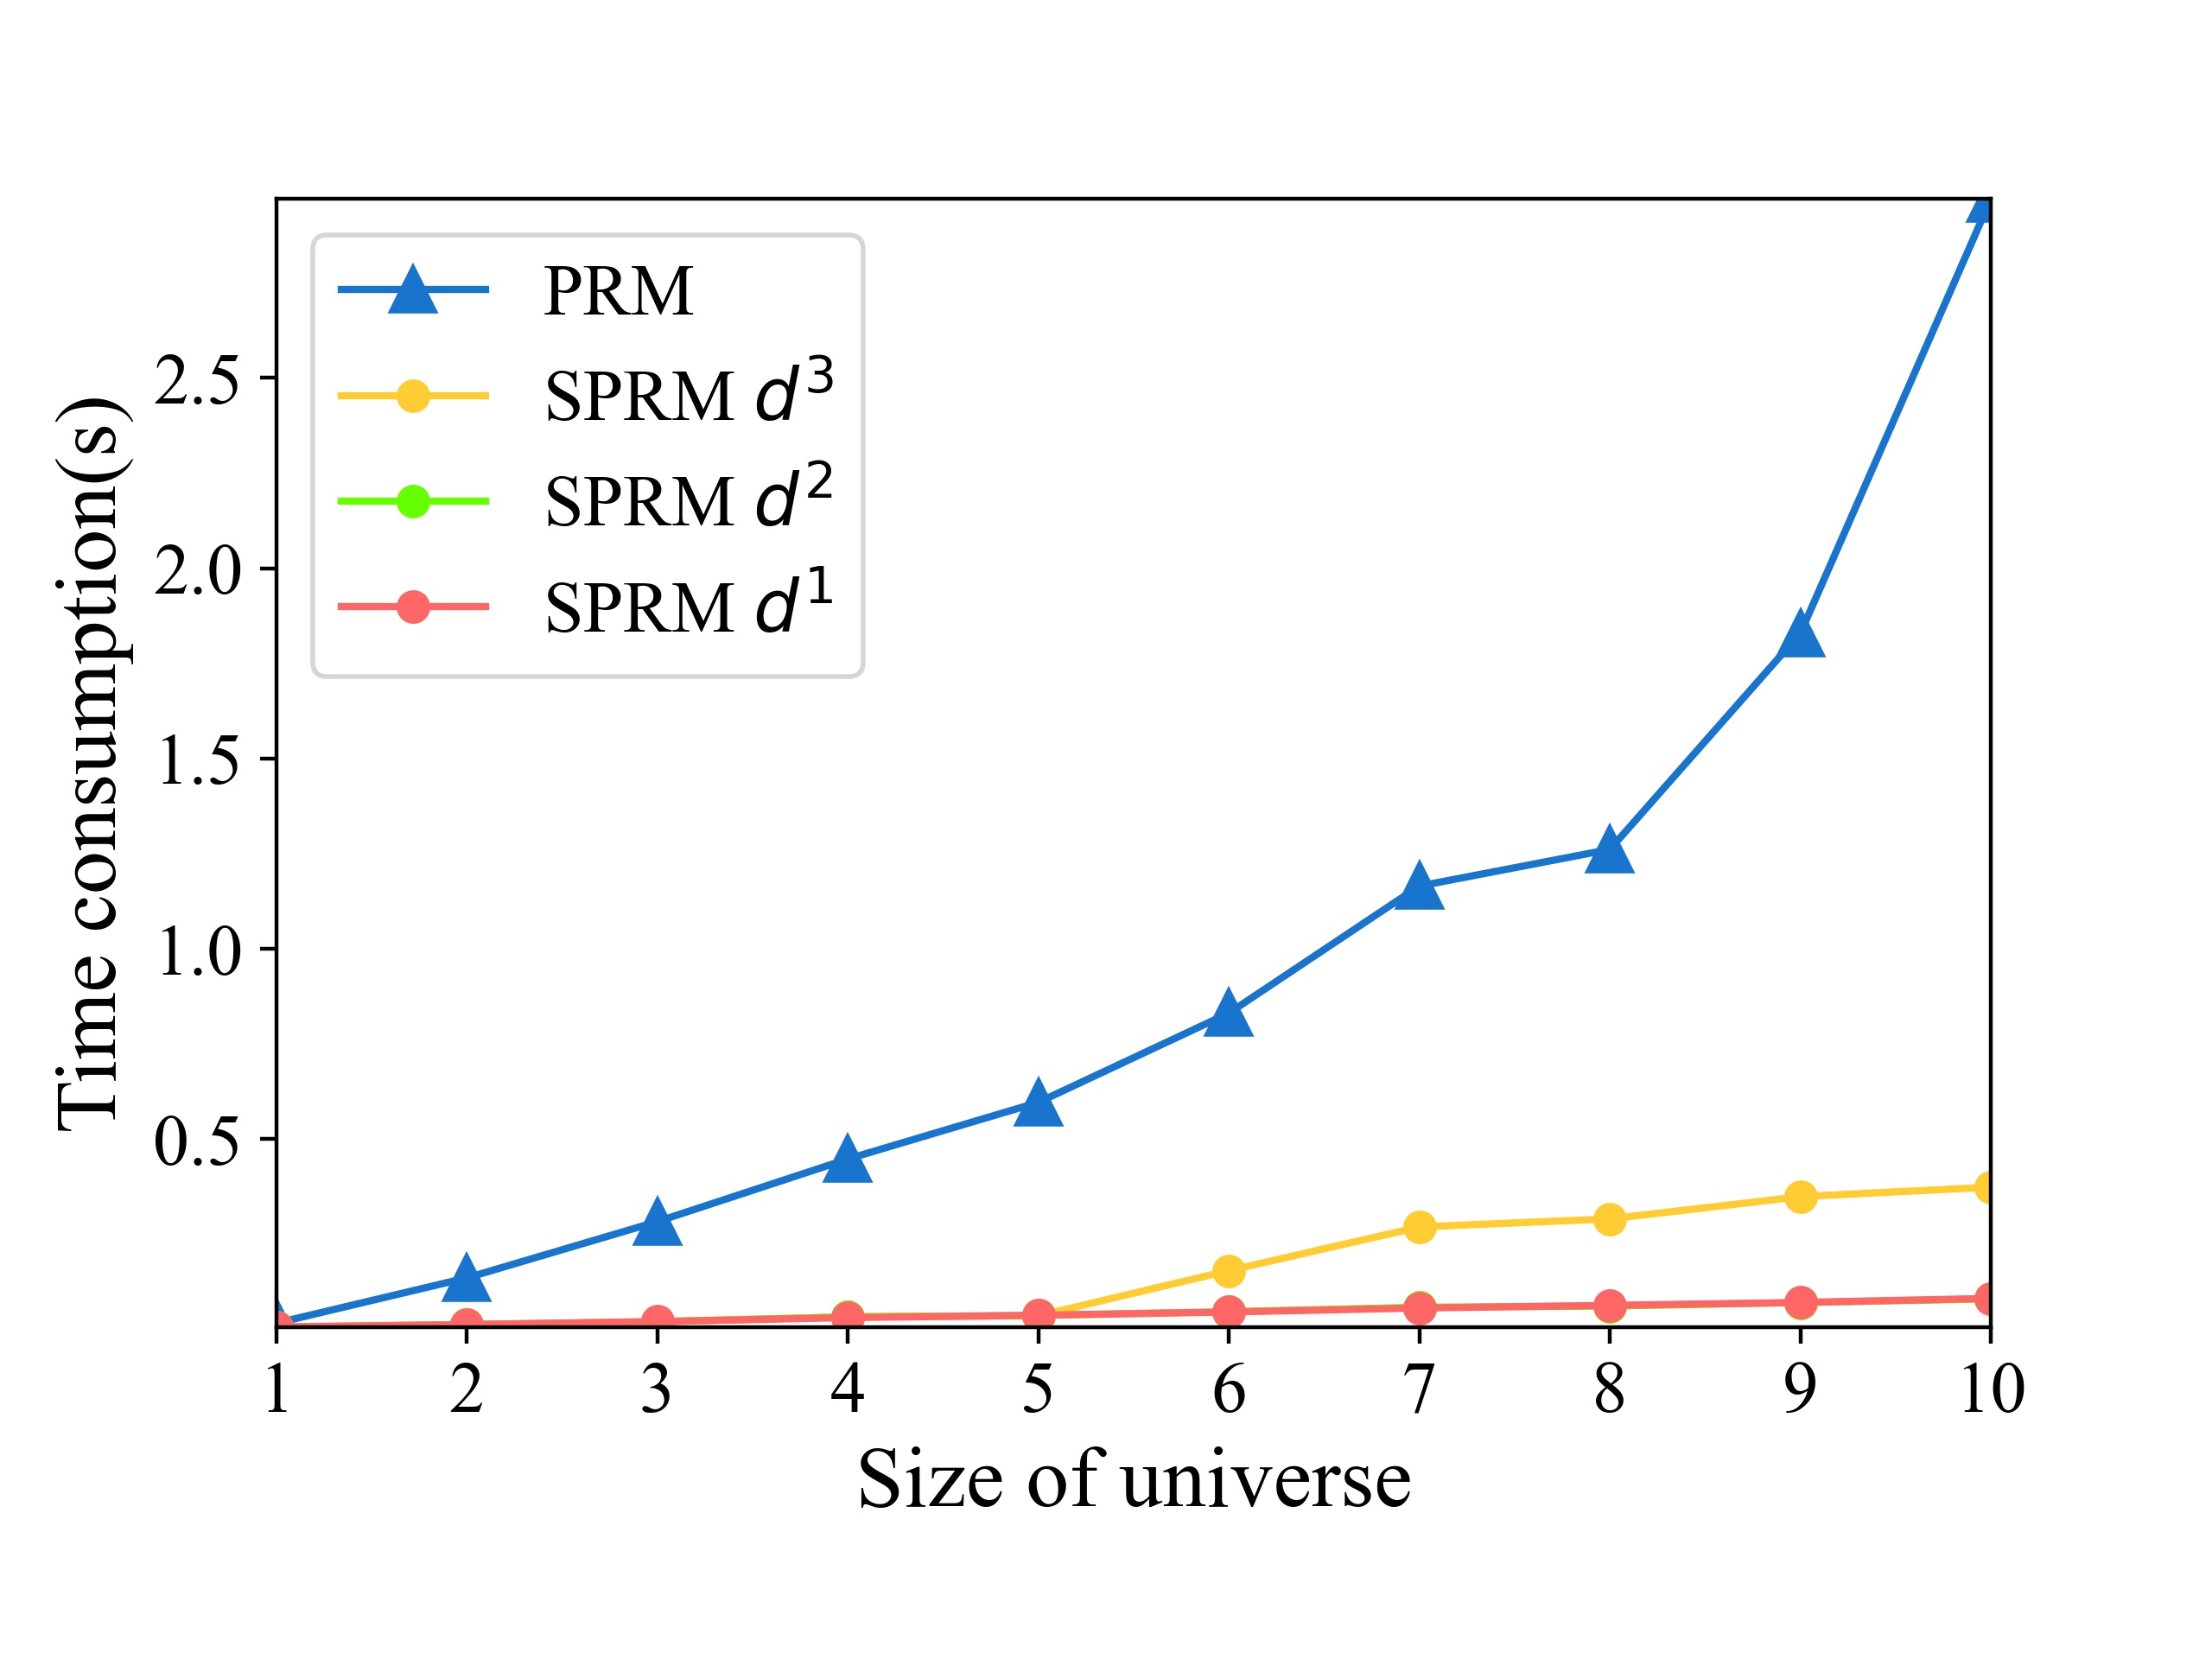 PRM
SPRM d³
SPRM d²
SPRM d¹
Time consumption(s)
2.5
2.0
1.5
1.0
0.5
1 2 3 4 5 6 7 8 9 10
Size of universe